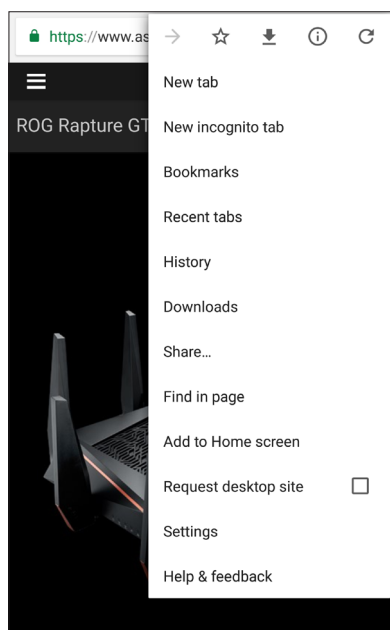 https://www.as
ROG Rapture GT
New tab
New incognito tab
Bookmarks
Recent tabs
History
Downloads
Share...
Find in page
Add to Home screen
Request desktop site
Settings
Help & feedback